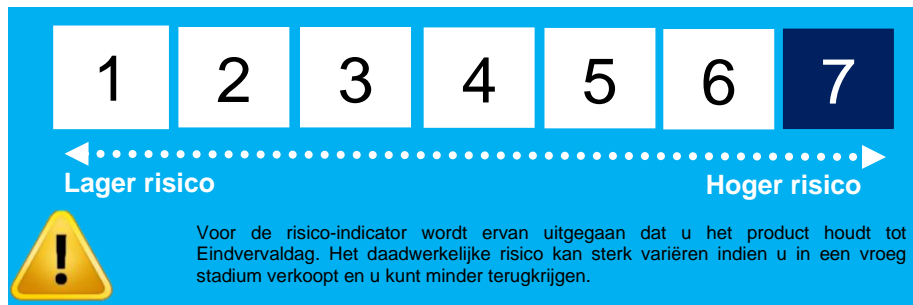 1 2 3 4 5 6 7
Lager risico Hoger risico
Voor de risico-indicator wordt ervan uitgegaan dat u het product houdt tot
Eindvervaldag. Het daadwerkelijke risico kan sterk variëren indien u in een vroeg
stadium verkoopt en u kunt minder terugkrijgen.